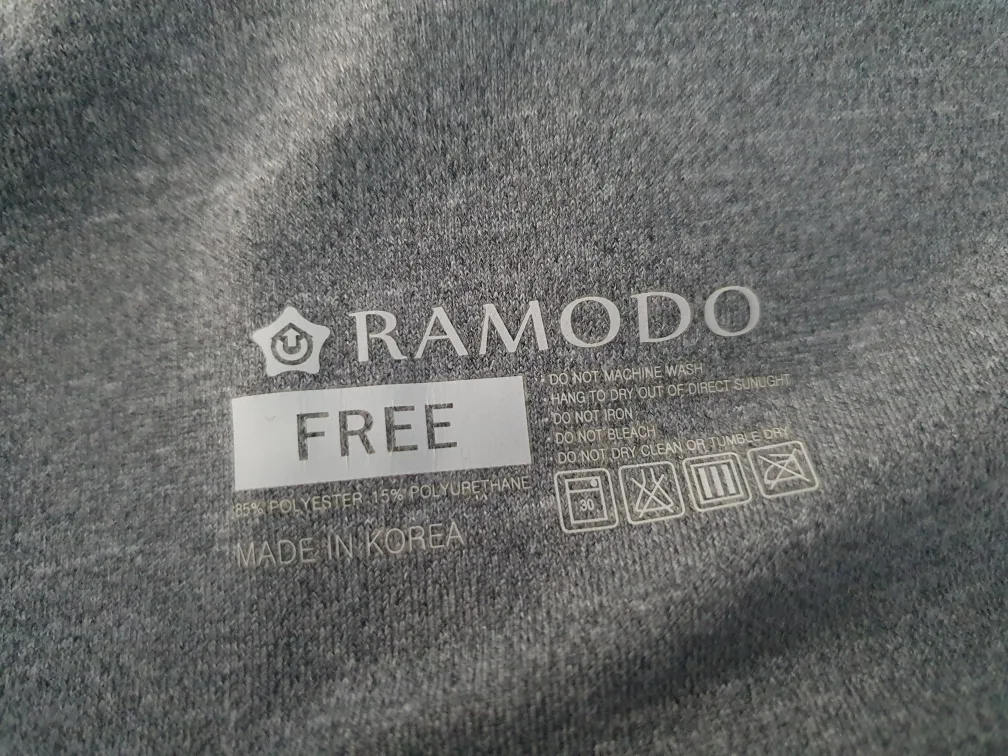 RAMODO
FREE
85% POLYESTER 15% POLYURETHANE
MADE IN KOREA
· DO NOT MACHINE WASH
· HANG TO DRY OUT OF DIRECT SUNLIGHT
· DO NOT IRON
· DO NOT BLEACH
DO NOT DRY CLEAN OR TUMBLE DRY
30